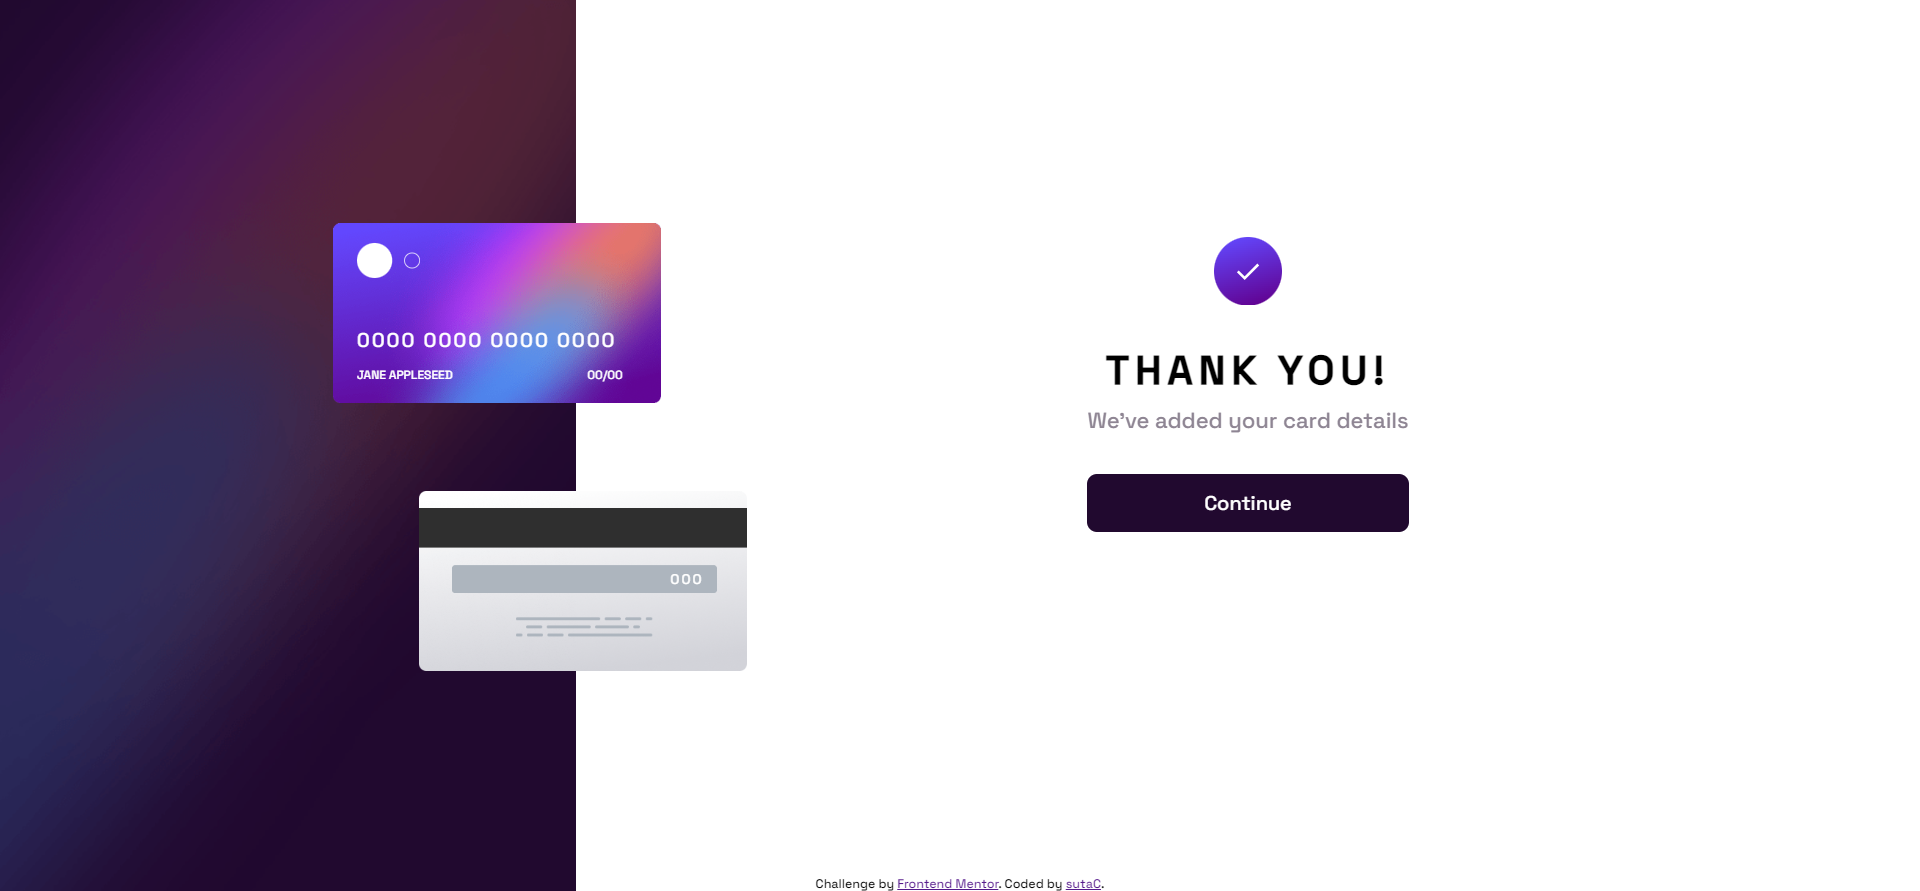 0000 0000 0000 0000
JANE APPLESEED 00/00
000
THANK YOU!
We've added your card details
Continue
Challenge by Frontend Mentor. Coded by sutaC.